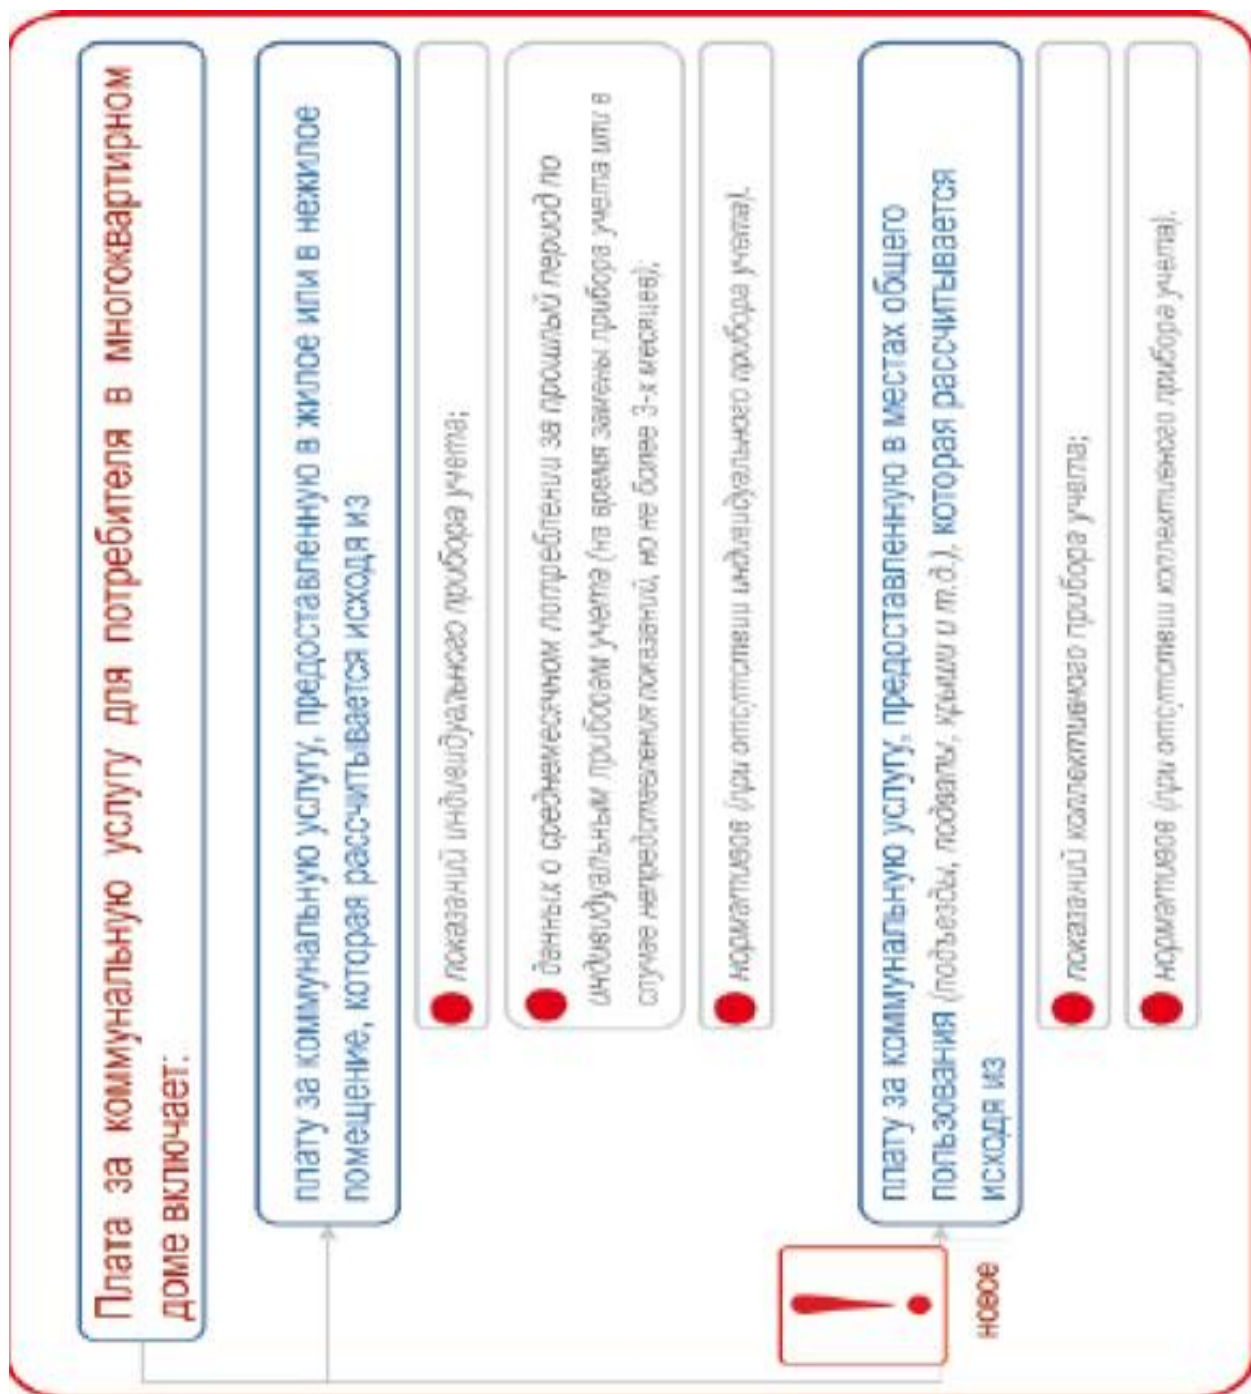 Плата за коммунальную услугу для потребителя в многоквартирном
доме включает:
плату за коммунальную услугу, предоставленную в жилое или в нежилое
помещение, которая рассчитывается исходя из
показаний индивидуального прибора учета;
данных о среднемесячном потреблении за прошлый период по
индивидуальным приборам учета (на время замены прибора учета или в
случае непредставления показаний, но не более 3-х месяцев);
нормативов (при отсутствии индивидуального прибора учета).
новое
плату за коммунальную услугу, предоставленную в местах общего
пользования (подъезды, подвалы, крыши и т.д.), которая рассчитывается
исходя из
показаний коллективного прибора учета;
нормативов (при отсутствии коллективного прибора учета).